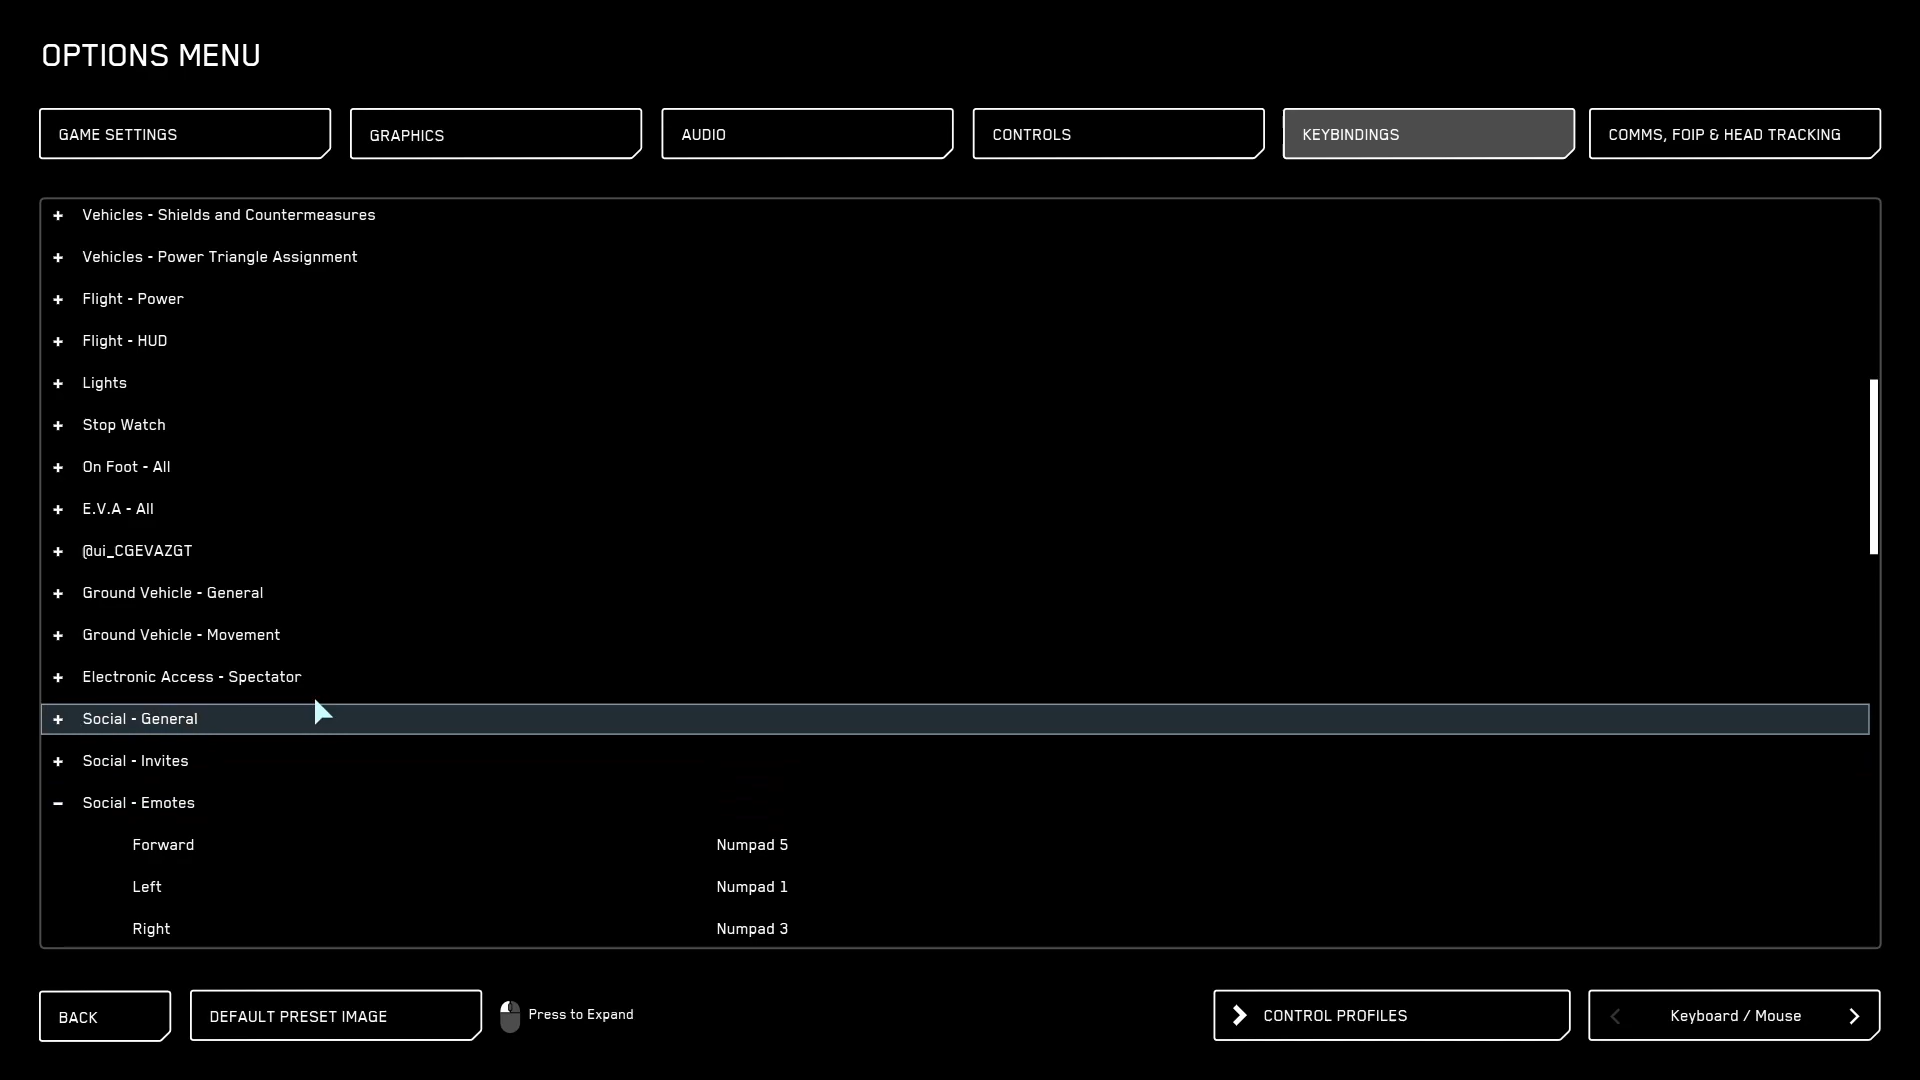 OPTIONS MENU
GAME SETTINGS
GRAPHICS
AUDIO
CONTROLS
KEYBINDINGS
COMMS, FOIP & HEAD TRACKING
+ Vehicles - Shields and Countermeasures
+ Vehicles - Power Triangle Assignment
+ Flight - Power
+ Flight - HUD
+ Lights
+ Stop Watch
+ On Foot - All
+ E.V.A - All
+ @ui_CGEVAZGT
+ Ground Vehicle - General
+ Ground Vehicle - Movement
+ Electronic Access - Spectator
+ Social - General
+ Social - Invites
- Social - Emotes
Forward Numpad 5
Left Numpad 1
Right Numpad 3
BACK
DEFAULT PRESET IMAGE
Press to Expand
CONTROL PROFILES
Keyboard / Mouse